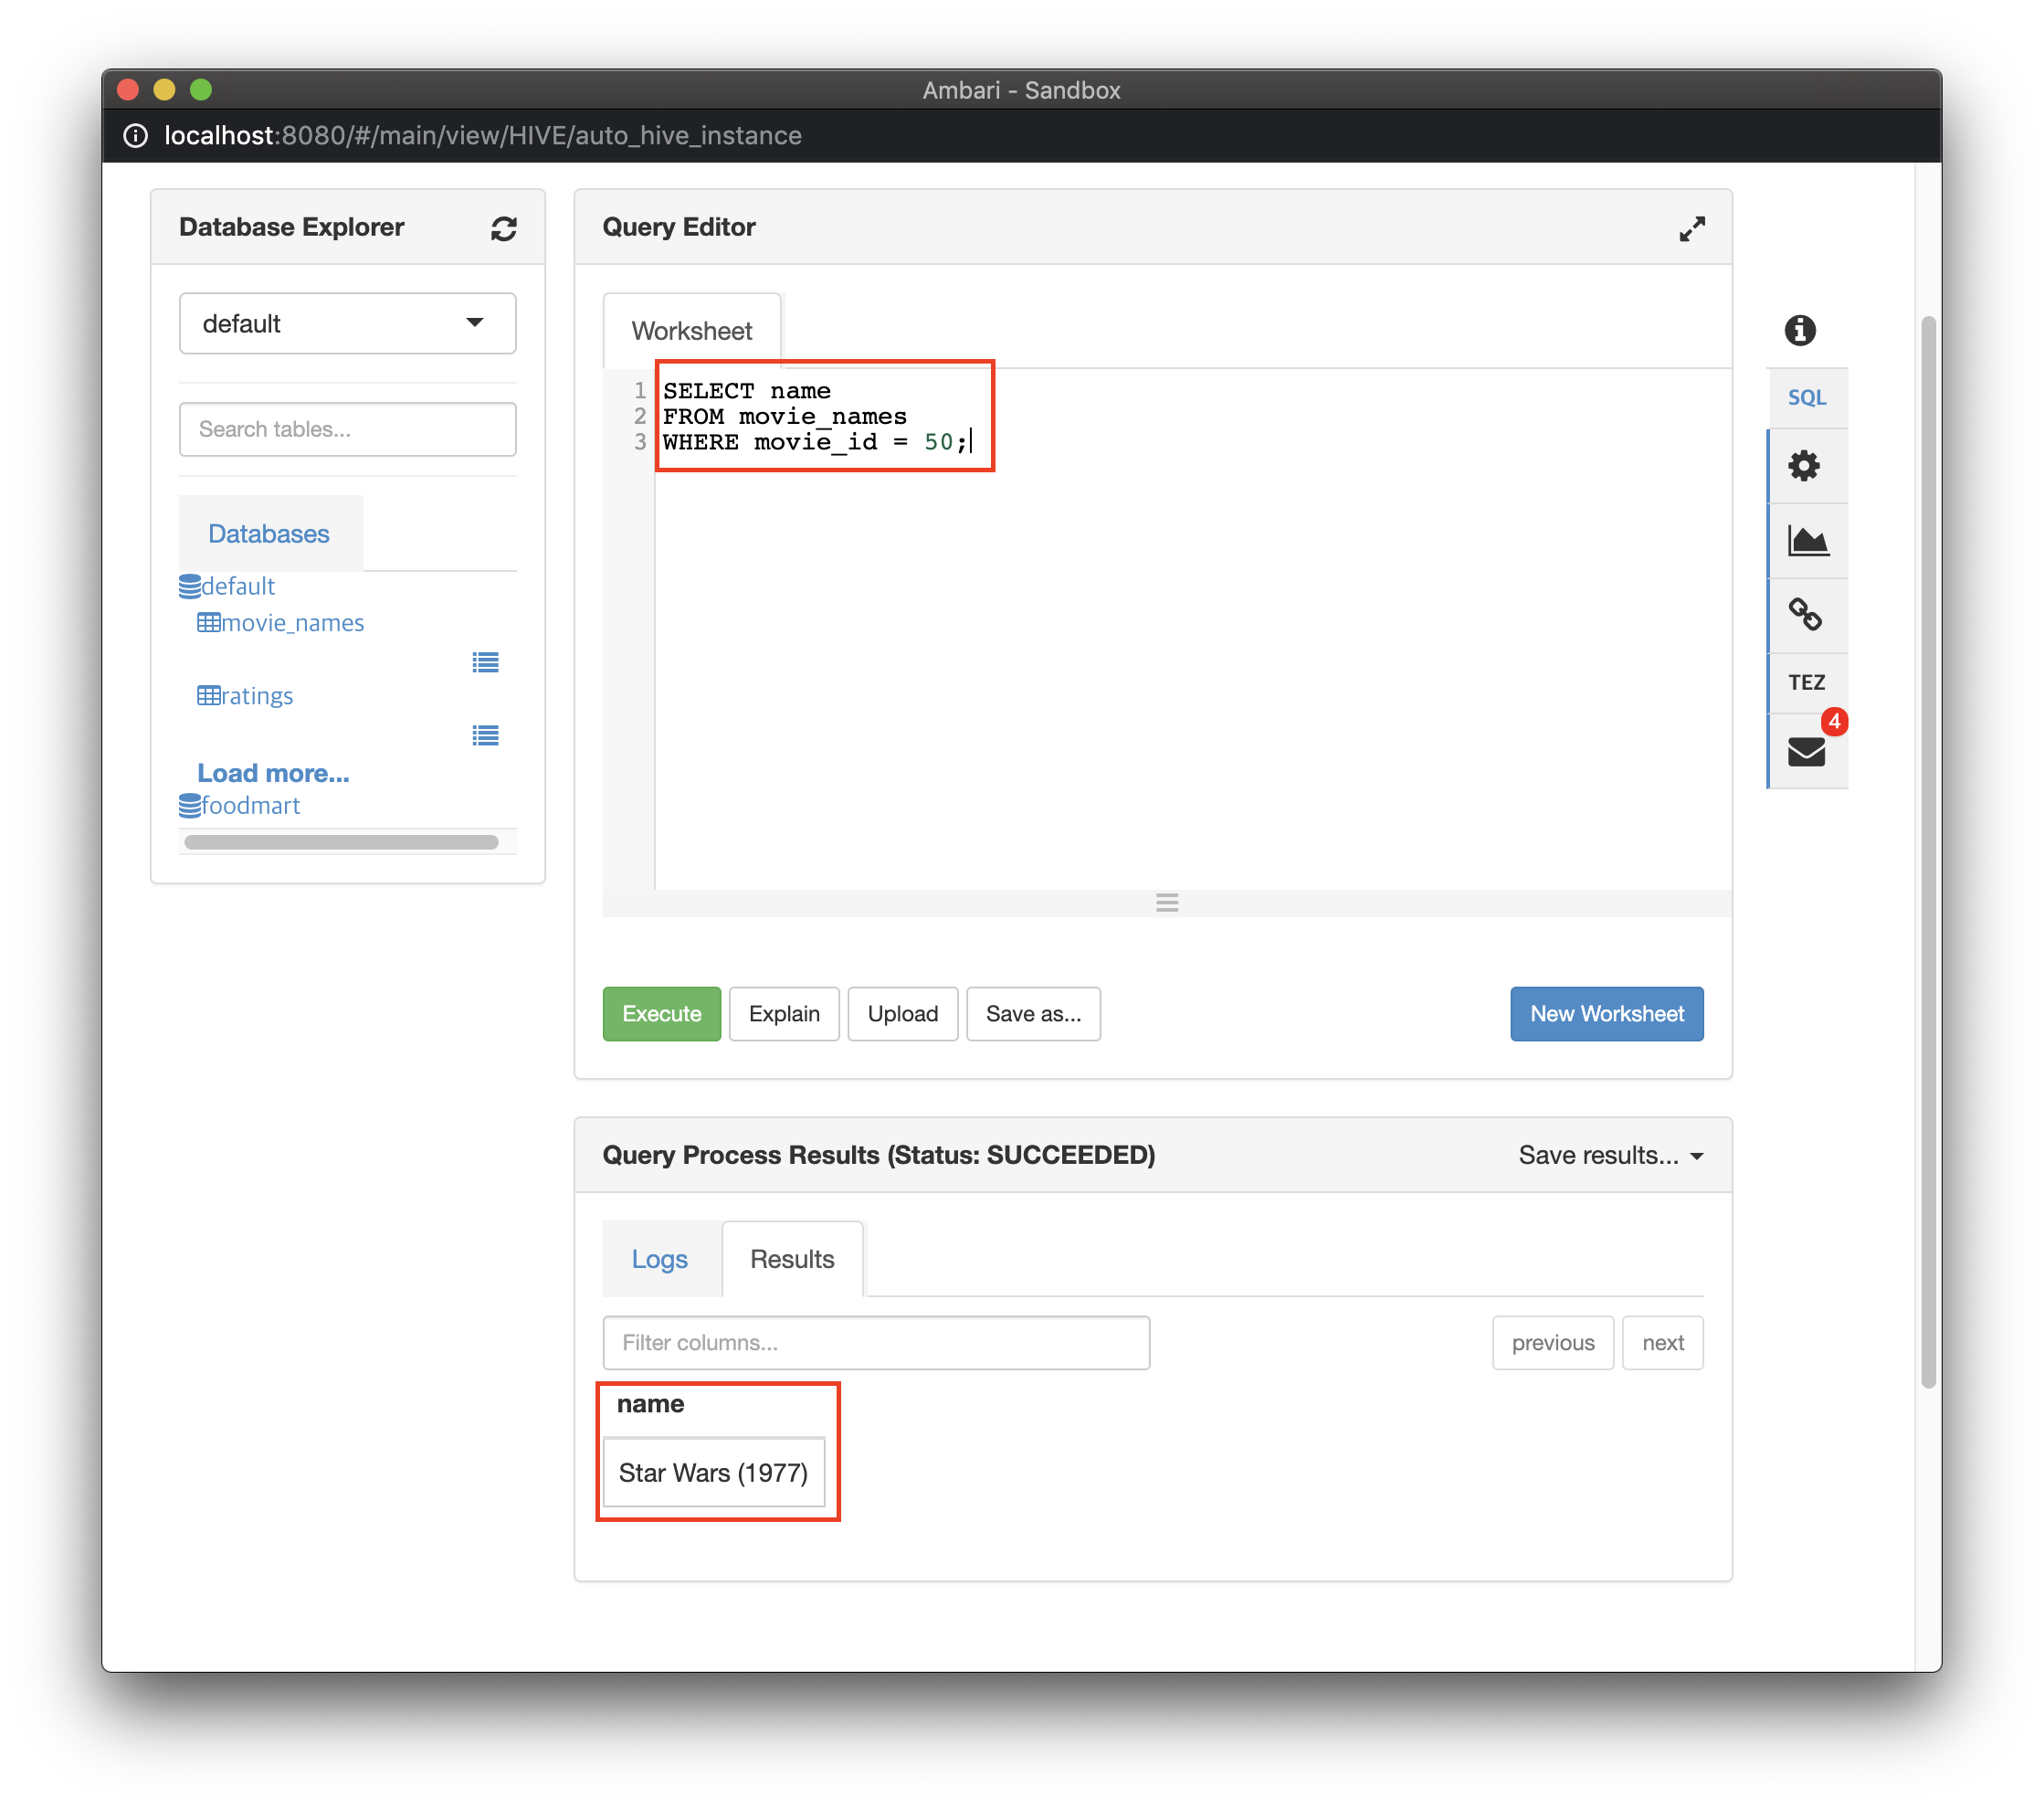 Ambari - Sandbox
localhost:8080/#/main/view/HIVE/auto_hive_instance
Database Explorer
default
Search tables...
Databases
default
movie_names
ratings
Load more...
foodmart
Query Editor
Worksheet
1 SELECT name
2 FROM movie_names
3 WHERE movie_id = 50;
Execute Explain Upload Save as... New Worksheet
SQL
TEZ
4
Query Process Results (Status: SUCCEEDED) Save results...
Logs Results
Filter columns... previous next
name
Star Wars (1977)